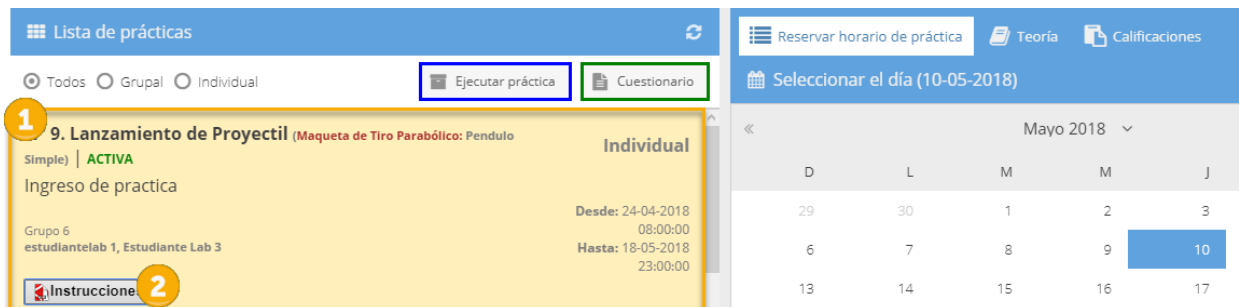 Lista de prácticas
Todos Grupal Individual Ejecutar práctica Cuestionario
1
9. Lanzamiento de Proyectil (Maqueta de Tiro Parabólico: Pendulo
Simple) | ACTIVA
Individual
Ingreso de practica
Desde: 24-04-2018
08:00:00
Hasta: 18-05-2018
23:00:00
Grupo 6
estudiantelab 1, Estudiante Lab 3
Instrucciones
2
Reservar horario de práctica Teoría Calificaciones
Seleccionar el día (10-05-2018)
« Mayo 2018
D L M M J
29 30 1 2 3
6 7 8 9 10
13 14 15 16 17